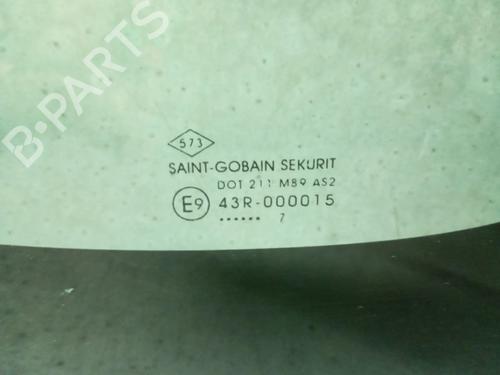 B-PARTS
573
SAINT-GOBAIN SEKURIT
DOT 211 M89 AS2
E9 43R-000015
...... 7